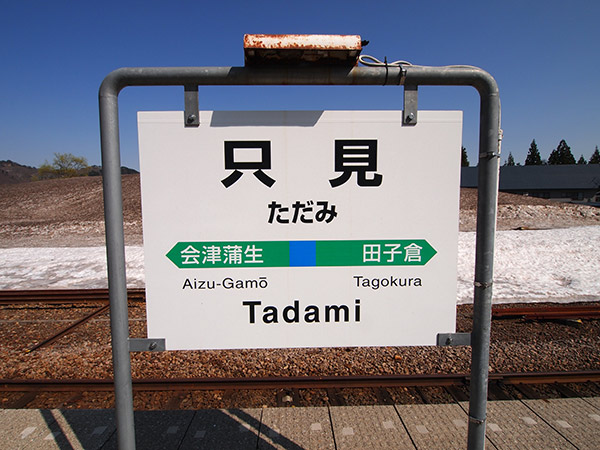 只見
ただみ
会津蒲生 田子倉
Aizu-Gamō Tagokura
Tadami